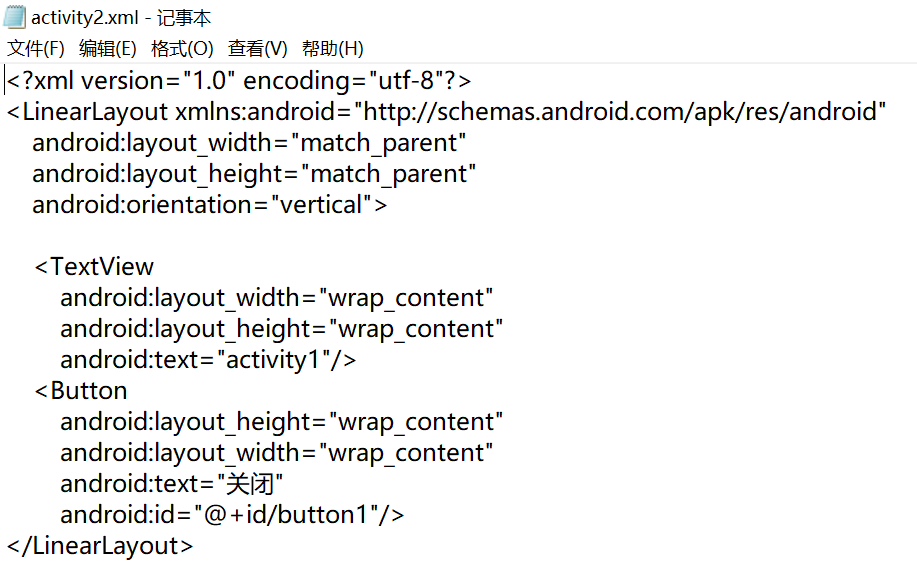 activity2.xml - 记事本
文件(F) 编辑(E) 格式(O) 查看(V) 帮助(H)
<?xml version="1.0" encoding="utf-8"?>
<LinearLayout xmlns:android="http://schemas.android.com/apk/res/android"
    android:layout_width="match_parent"
    android:layout_height="match_parent"
    android:orientation="vertical">

    <TextView
        android:layout_width="wrap_content"
        android:layout_height="wrap_content"
        android:text="activity1"/>
    <Button
        android:layout_height="wrap_content"
        android:layout_width="wrap_content"
        android:text="关闭"
        android:id="@+id/button1"/>
</LinearLayout>